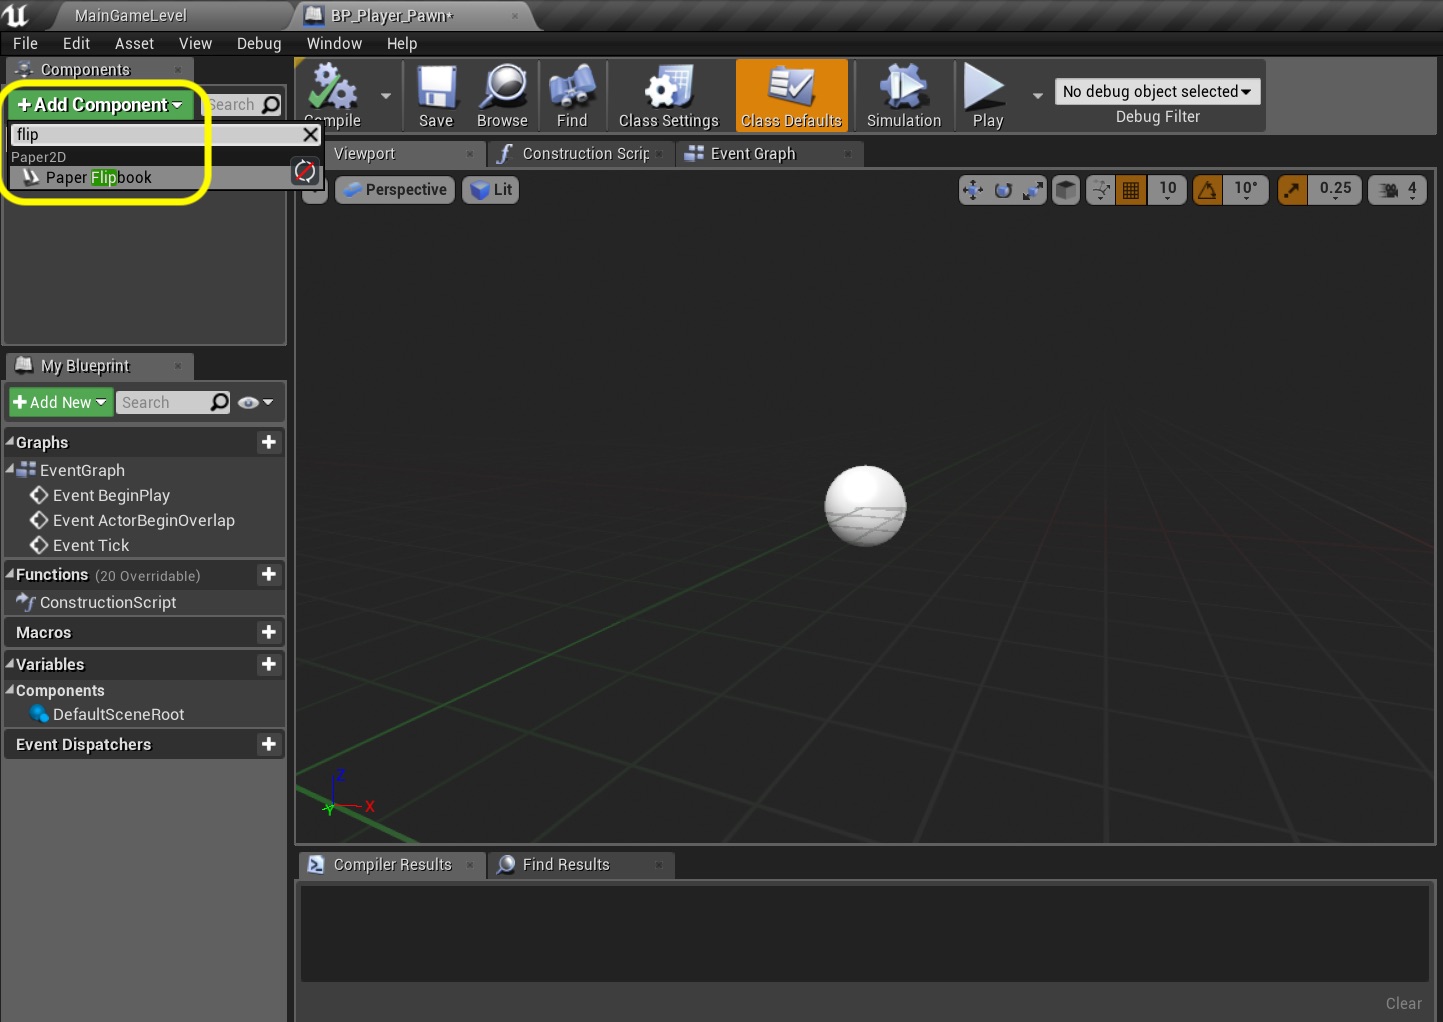 MainGameLevel
BP_Player_Pawn*
File Edit Asset View Debug Window Help
Components
+Add Component
Search
flip
Paper2D
Paper Flipbook
Compile
Save
Browse
Find
Class Settings
Class Defaults
Simulation
Play
No debug object selected
Debug Filter
Viewport
Construction Scrip
Event Graph
Perspective
Lit
10
10°
0.25
4
My Blueprint
+Add New
Search
Graphs
EventGraph
Event BeginPlay
Event ActorBeginOverlap
Event Tick
Functions (20 Overridable)
ConstructionScript
Macros
Variables
Components
DefaultSceneRoot
Event Dispatchers
Z
X
Y
Compiler Results
Find Results
Clear